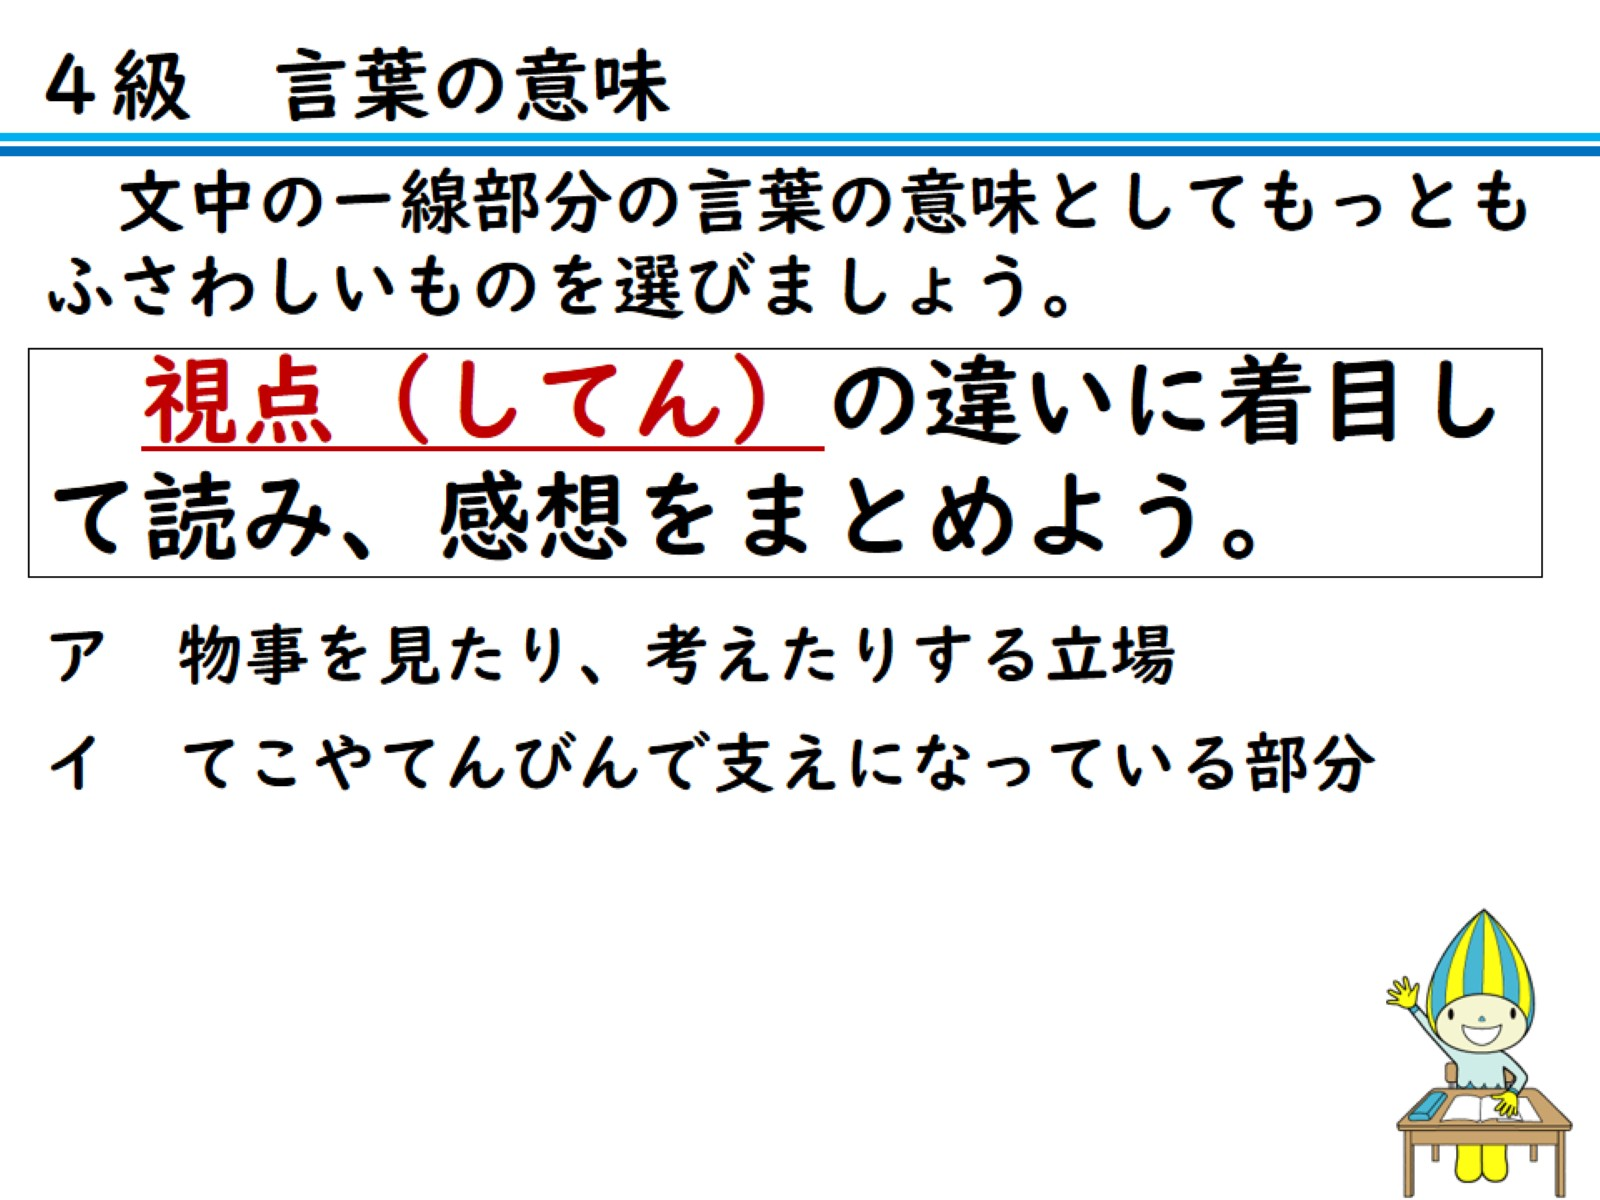 ４級　言葉の意味
文中の－線部分の言葉の意味としてもっとも
ふさわしいものを選びましょう。
視点（してん）の違いに着目し
て読み、感想をまとめよう。
ア　物事を見たり、考えたりする立場
イ　てこやてんびんで支えになっている部分